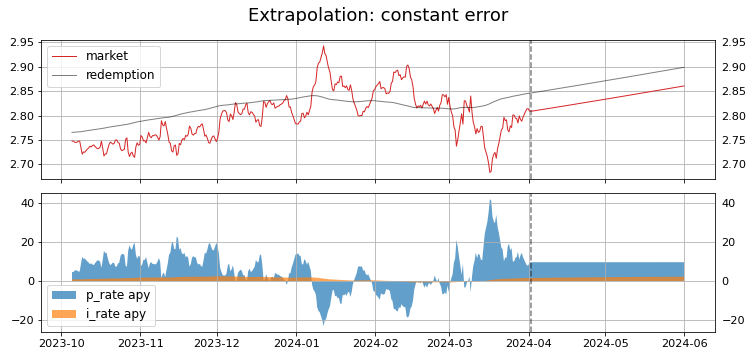 Extrapolation: constant error
2.95 2.95
market
2.90 2.90
redemption
2.85 2.85
2.80 2.80
2.75 2.75
2.70 2.70
40 40
20 20
0 0
p_rate apy
i_rate apy
−20 −20
2023-10 2023-11 2023-12 2024-01 2024-02 2024-03 2024-04 2024-05 2024-06